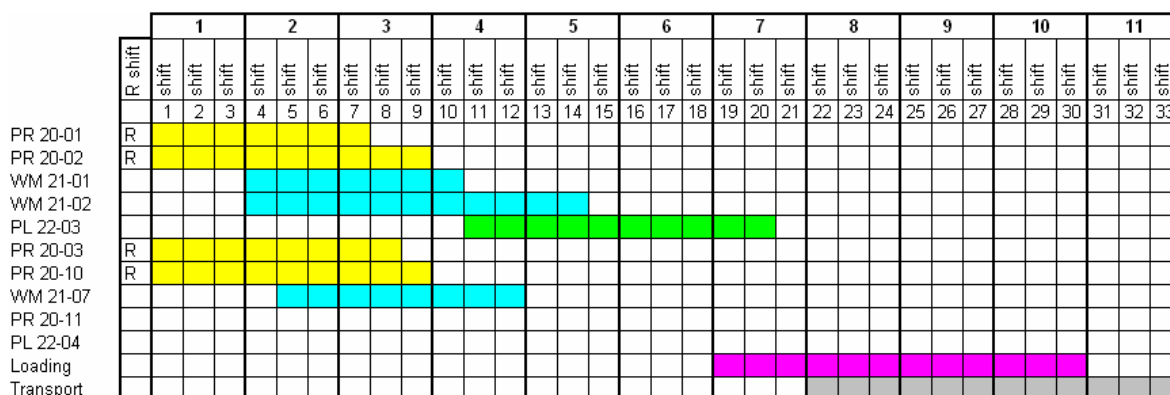 1 2 3 4 5 6 7 8 9 10 11
R shift shift shift shift shift shift shift shift shift shift shift shift shift shift shift shift shift shift shift shift shift shift shift shift shift shift shift shift shift shift shift shift shift shift
1 2 3 4 5 6 7 8 9 10 11 12 13 14 15 16 17 18 19 20 21 22 23 24 25 26 27 28 29 30 31 32 33
PR 20-01 R
PR 20-02 R
WM 21-01
WM 21-02
PL 22-03
PR 20-03 R
PR 20-10 R
WM 21-07
PR 20-11
PL 22-04
Loading
Transport